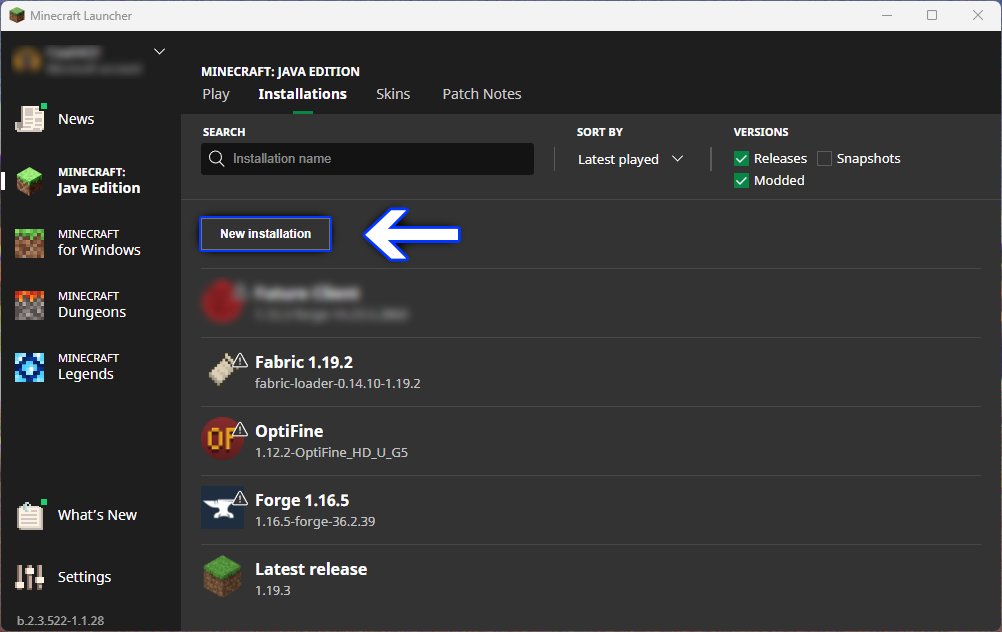 Minecraft Launcher
MINECRAFT: JAVA EDITION
Play Installations Skins Patch Notes
News
MINECRAFT:
Java Edition
MINECRAFT
for Windows
MINECRAFT
Dungeons
MINECRAFT
Legends
What's New
Settings
b.2.3.522-1.1.28
SEARCH
Installation name
SORT BY
Latest played
VERSIONS
Releases Snapshots
Modded
New installation
Fabric 1.19.2
fabric-loader-0.14.10-1.19.2
OF
OptiFine
1.12.2-OptiFine_HD_U_G5
Forge 1.16.5
1.16.5-forge-36.2.39
Latest release
1.19.3